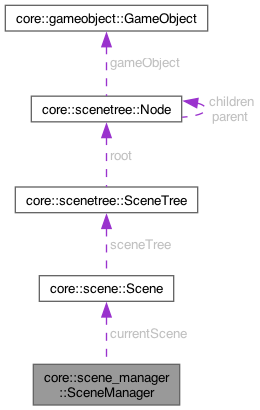 core::gameobject::GameObject
gameObject
core::scenetree::Node
children
parent
root
core::scenetree::SceneTree
sceneTree
core::scene::Scene
currentScene
core::scene_manager
::SceneManager